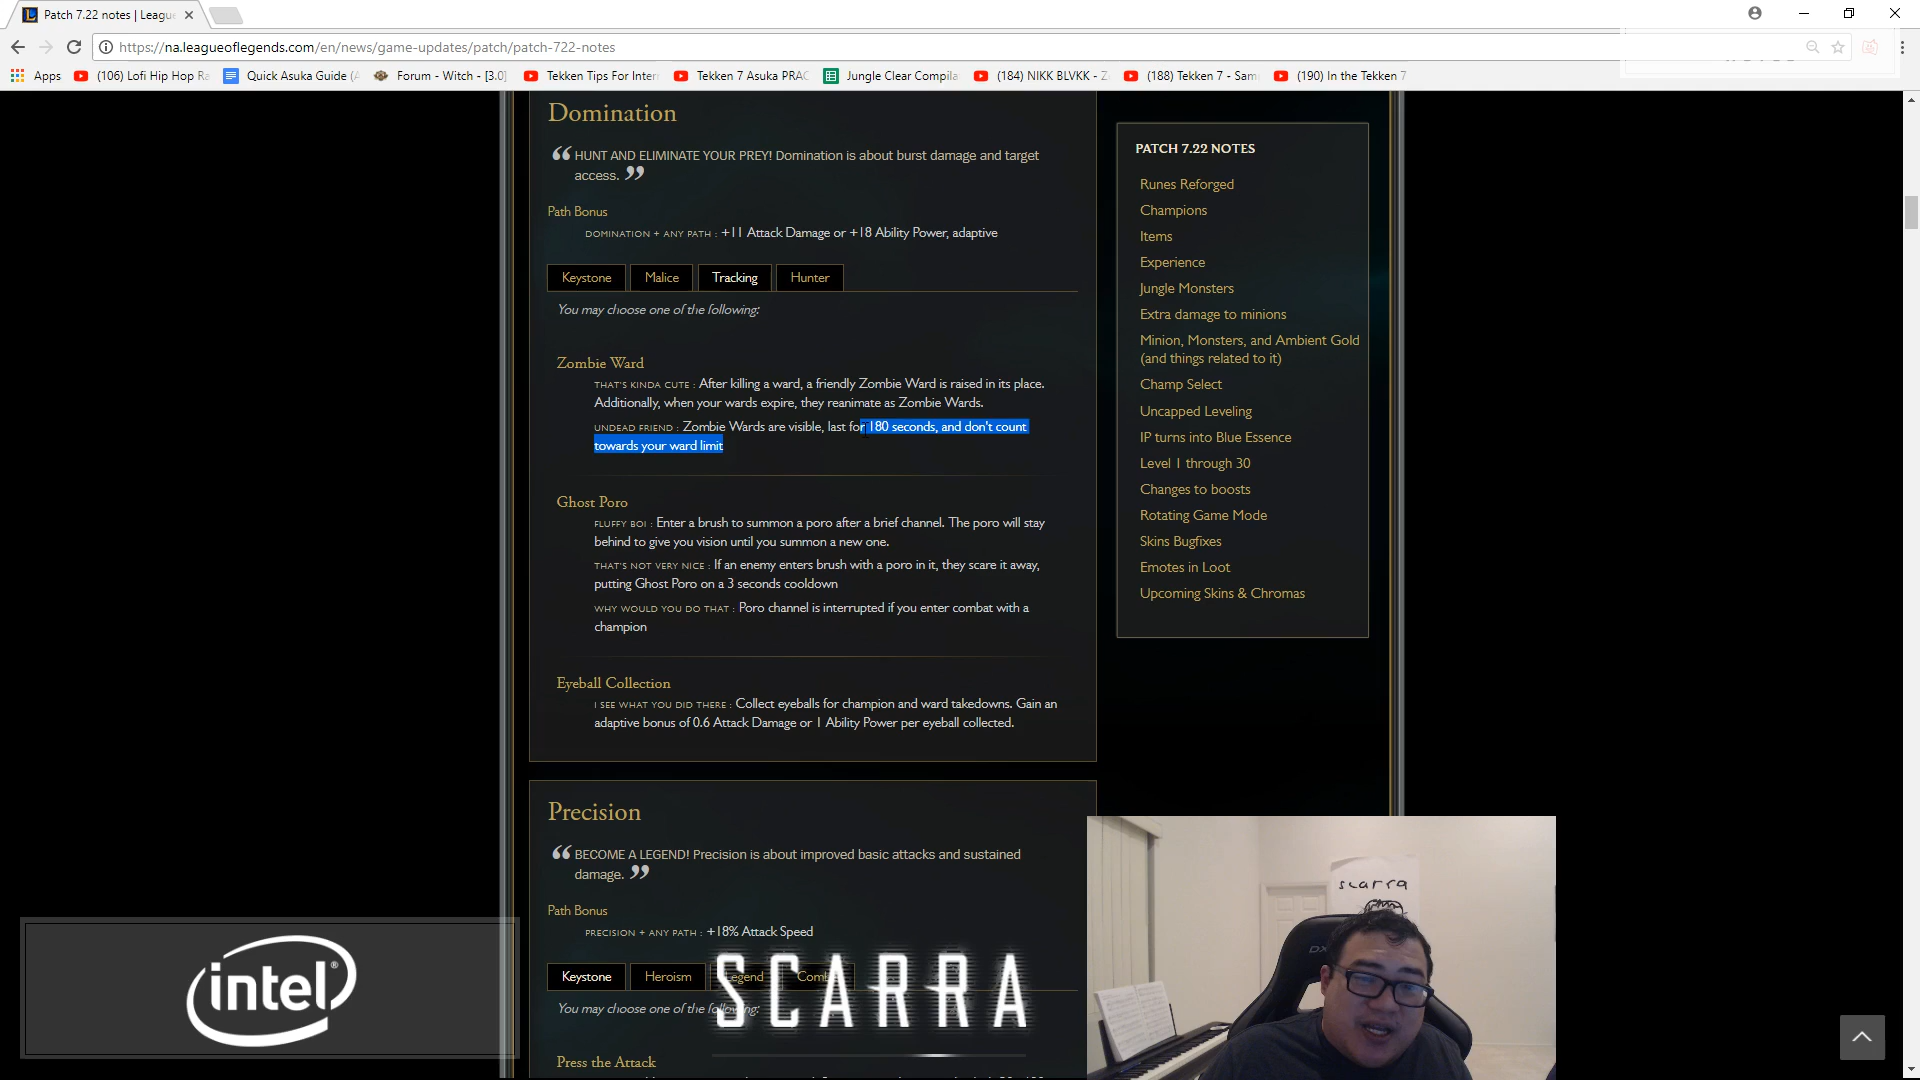 Patch 7.22 notes | Leagu
https://na.leagueoflegends.com/en/news/game-updates/patch/patch-722-notes
Apps
(106) Lofi Hip Hop Ra
Quick Asuka Guide (A
Forum - Witch - [3.0]
Tekken Tips For Inter
Tekken 7 Asuka PRAC
Jungle Clear Compila
(184) NIKK BLVKK - Z
(188) Tekken 7 - Sam
(190) In the Tekken 7
Domination
“ HUNT AND ELIMINATE YOUR PREY! Domination is about burst damage and target
access. ”
Path Bonus
DOMINATION + ANY PATH : +11 Attack Damage or +18 Ability Power, adaptive
Keystone Malice Tracking Hunter
You may choose one of the following:
Zombie Ward
THAT'S KINDA CUTE : After killing a ward, a friendly Zombie Ward is raised in its place.
Additionally, when your wards expire, they reanimate as Zombie Wards.
UNDEAD FRIEND : Zombie Wards are visible, last for 180 seconds, and don't count
towards your ward limit
Ghost Poro
FLUFFY BOI : Enter a brush to summon a poro after a brief channel. The poro will stay
behind to give you vision until you summon a new one.
THAT'S NOT VERY NICE : If an enemy enters brush with a poro in it, they scare it away,
putting Ghost Poro on a 3 seconds cooldown
WHY WOULD YOU DO THAT : Poro channel is interrupted if you enter combat with a
champion
Eyeball Collection
I SEE WHAT YOU DID THERE : Collect eyeballs for champion and ward takedowns. Gain an
adaptive bonus of 0.6 Attack Damage or 1 Ability Power per eyeball collected.
Precision
“ BECOME A LEGEND! Precision is about improved basic attacks and sustained
damage. ”
Path Bonus
PRECISION + ANY PATH : +18% Attack Speed
Keystone Heroism Legend Comb
You may choose one of the following:
Press the Attack
PATCH 7.22 NOTES
Runes Reforged
Champions
Items
Experience
Jungle Monsters
Extra damage to minions
Minion, Monsters, and Ambient Gold
(and things related to it)
Champ Select
Uncapped Leveling
IP turns into Blue Essence
Level 1 through 30
Changes to boosts
Rotating Game Mode
Skins Bugfixes
Emotes in Loot
Upcoming Skins & Chromas
intel®
SCARRA
scarra
DX